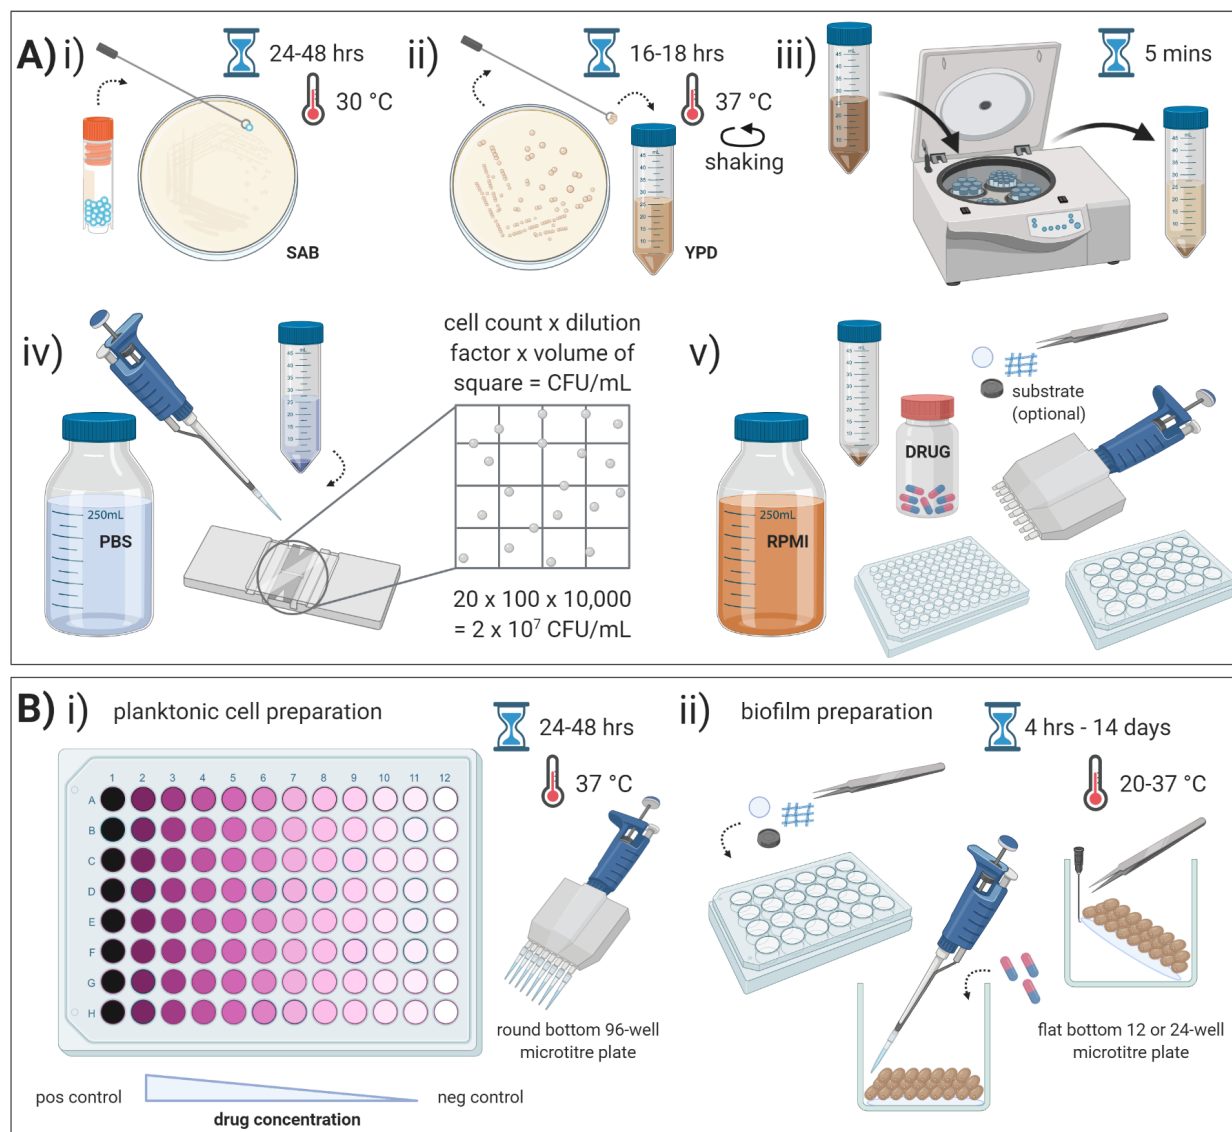 A) i)
24-48 hrs
30 °C
SAB
ii)
16-18 hrs
37 °C
shaking
YPD
iii)
5 mins
iv)
250mL
PBS
cell count x dilution
factor x volume of
square = CFU/mL
20 x 100 x 10,000
= 2 x 10⁷ CFU/mL
v)
250mL
RPMI
DRUG
substrate
(optional)
B) i) planktonic cell preparation
24-48 hrs
37 °C
1 2 3 4 5 6 7 8 9 10 11 12
A
B
C
D
E
F
G
H
round bottom 96-well
microtitre plate
pos control
neg control
drug concentration
ii) biofilm preparation
4 hrs - 14 days
20-37 °C
flat bottom 12 or 24-well
microtitre plate